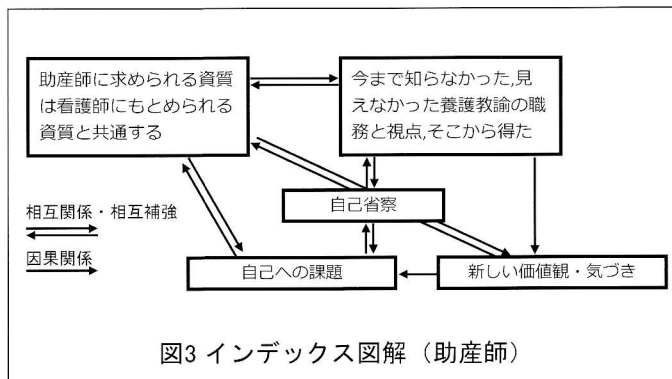 助産師に求められる資質
は看護師にもとめられる
資質と共通する
今まで知らなかった,見
えなかった養護教諭の職
務と視点,そこから得た
自己省察
相互関係・相互補強
因果関係
自己への課題
新しい価値観・気づき
図3 インデックス図解（助産師）